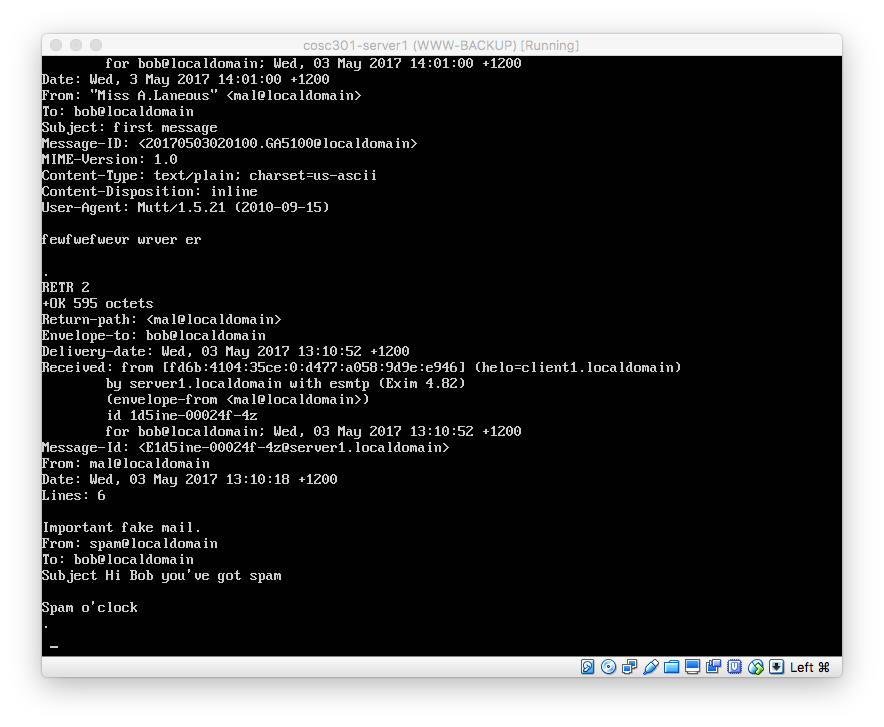 cosc301-server1 (WWW-BACKUP) [Running]
for bob@localdomain; Wed, 03 May 2017 14:01:00 +1200
Date: Wed, 3 May 2017 14:01:00 +1200
From: "Miss A.Laneous" <mal@localdomain>
To: bob@localdomain
Subject: first message
Message-ID: <20170503020100.GA5100@localdomain>
MIME-Version: 1.0
Content-Type: text/plain; charset=us-ascii
Content-Disposition: inline
User-Agent: Mutt/1.5.21 (2010-09-15)

fewfwefwevr wrver er

.
RETR 2
+OK 595 octets
Return-path: <mal@localdomain>
Envelope-to: bob@localdomain
Delivery-date: Wed, 03 May 2017 13:10:52 +1200
Received: from [fd6b:4104:35ce:0:d477:a058:9d9e:e946] (helo=client1.localdomain)
by server1.localdomain with esmtp (Exim 4.82)
(envelope-from <mal@localdomain>)
id 1d5ine-00024f-4z
for bob@localdomain; Wed, 03 May 2017 13:10:52 +1200
Message-Id: <E1d5ine-00024f-4z@server1.localdomain>
From: mal@localdomain
Date: Wed, 03 May 2017 13:10:18 +1200
Lines: 6

Important fake mail.
From: spam@localdomain
To: bob@localdomain
Subject Hi Bob you've got spam

Spam o'clock
.
_
Left ⌘